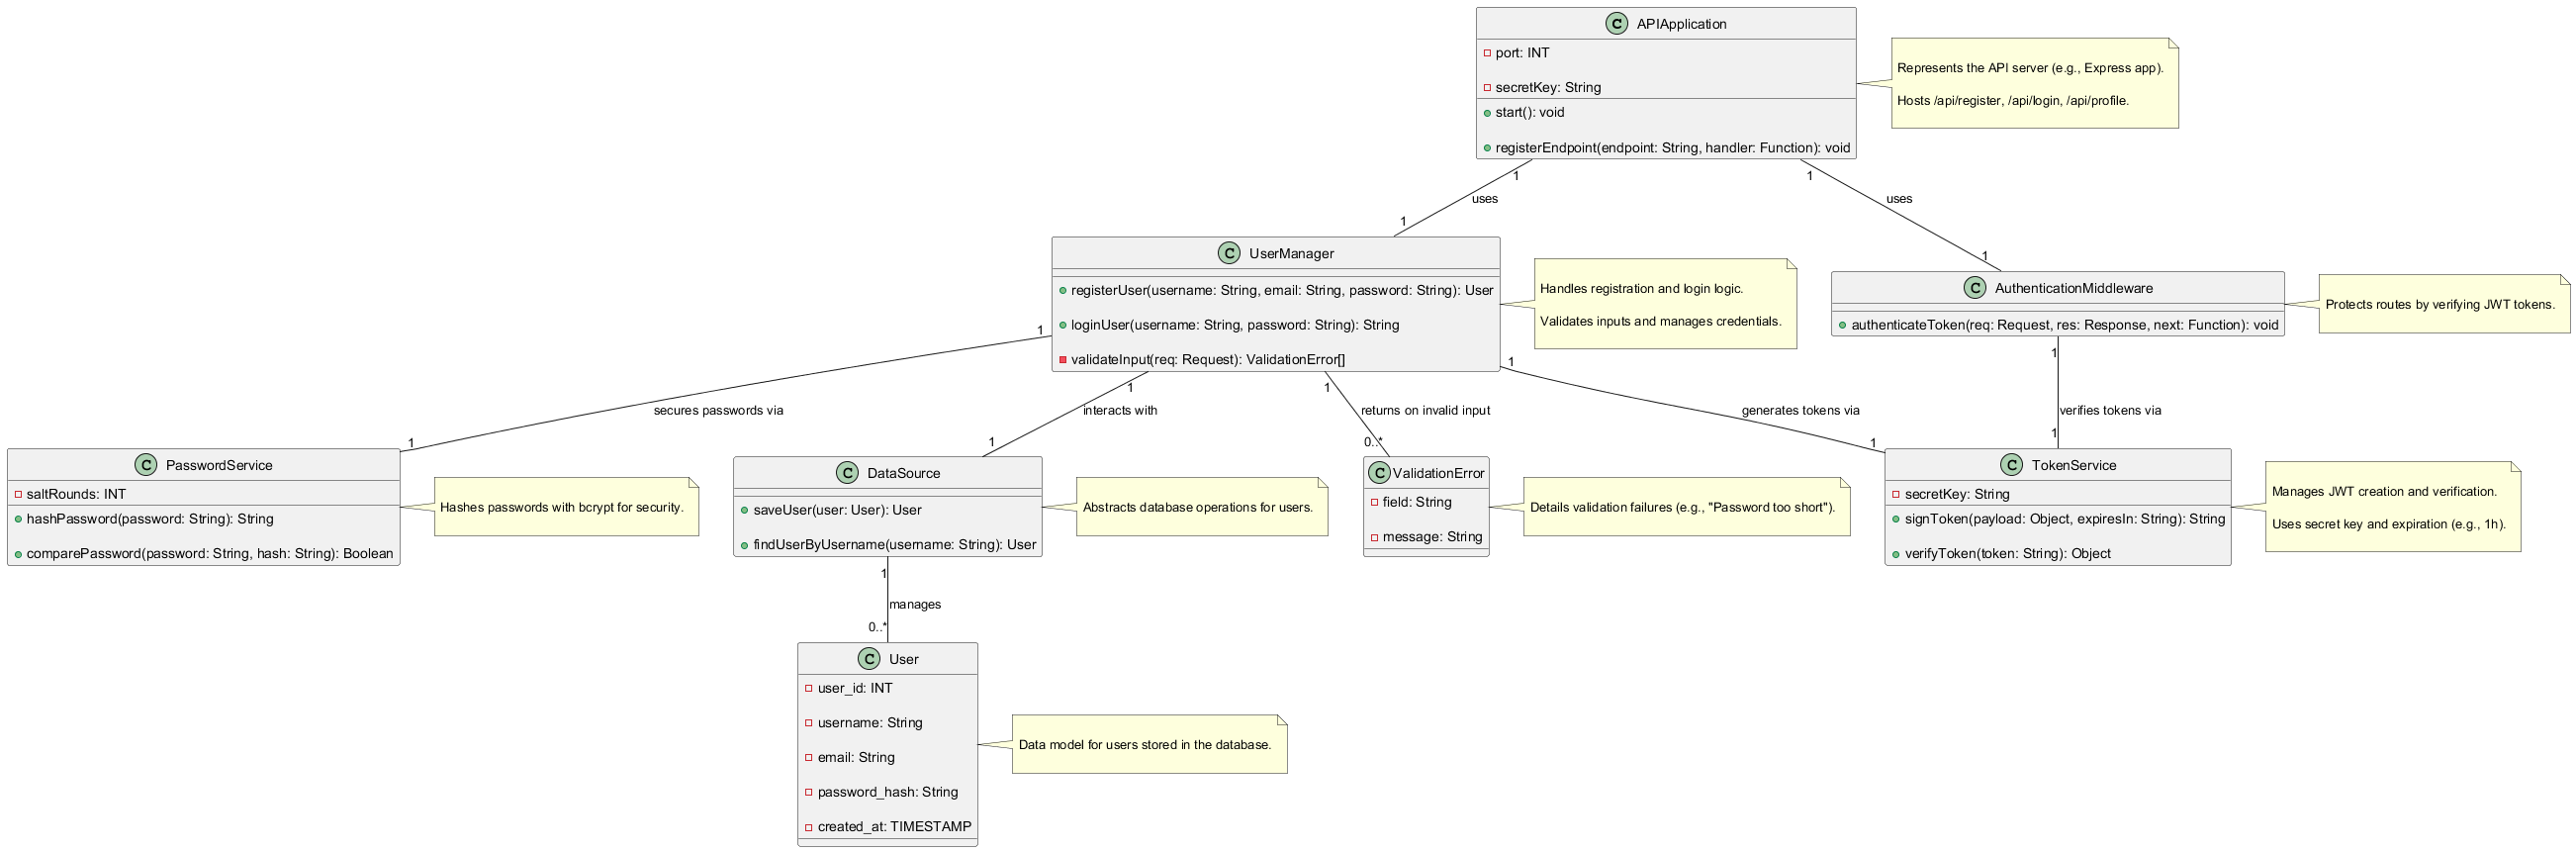 C APIApplication
port: INT
secretKey: String
start(): void
registerEndpoint(endpoint: String, handler: Function): void
Represents the API server (e.g., Express app).
Hosts /api/register, /api/login, /api/profile.
1
1
uses
uses
1
1
C UserManager
registerUser(username: String, email: String, password: String): User
loginUser(username: String, password: String): String
validateInput(req: Request): ValidationError[]
Handles registration and login logic.
Validates inputs and manages credentials.
C AuthenticationMiddleware
authenticateToken(req: Request, res: Response, next: Function): void
Protects routes by verifying JWT tokens.
1
1
1
1
1
secures passwords via
interacts with
returns on invalid input
generates tokens via
verifies tokens via
1
1
0..*
1
1
C PasswordService
saltRounds: INT
hashPassword(password: String): String
comparePassword(password: String, hash: String): Boolean
Hashes passwords with bcrypt for security.
C DataSource
saveUser(user: User): User
findUserByUsername(username: String): User
Abstracts database operations for users.
C ValidationError
field: String
message: String
Details validation failures (e.g., "Password too short").
C TokenService
secretKey: String
signToken(payload: Object, expiresIn: String): String
verifyToken(token: String): Object
Manages JWT creation and verification.
Uses secret key and expiration (e.g., 1h).
1
manages
0..*
C User
user_id: INT
username: String
email: String
password_hash: String
created_at: TIMESTAMP
Data model for users stored in the database.